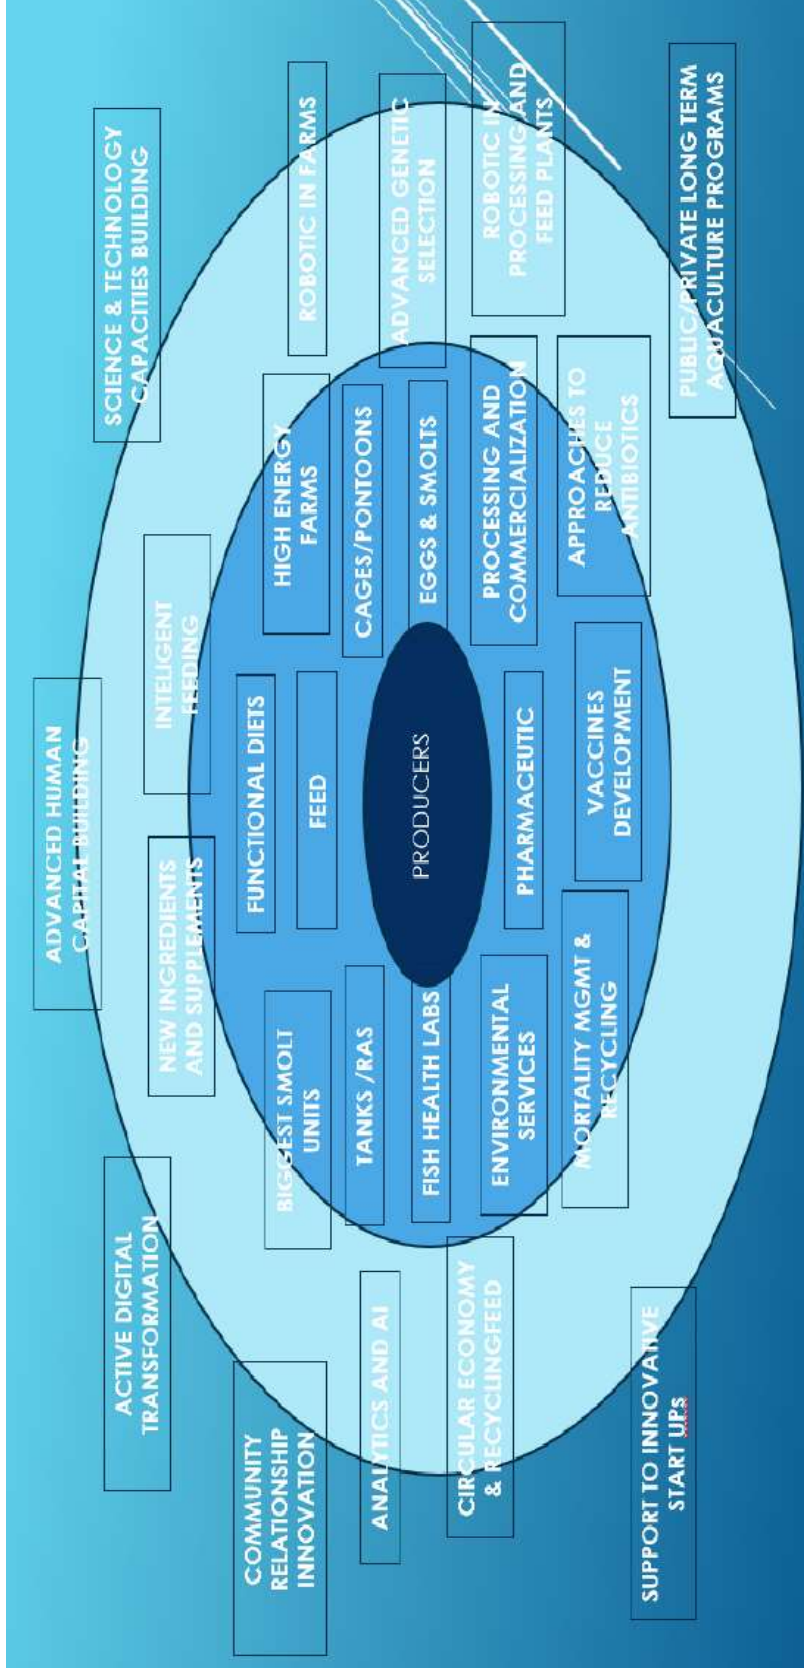 ADVANCED HUMAN
CAPITAL BUILDING
SCIENCE & TECHNOLOGY
CAPACITIES BUILDING
ACTIVE DIGITAL
TRANSFORMATION
INTELIGENT
FEEDING
NEW INGREDIENTS
AND SUPPLEMENTS
COMMUNITY
RELATIONSHIP
INNOVATION
FUNCTIONAL DIETS
BIGGEST SMOLT
UNITS
HIGH ENERGY
FARMS
ROBOTIC IN FARMS
FEED
ANALYTICS AND AI
TANKS /RAS
CAGES/PONTOONS
ADVANCED GENETIC
SELECTION
FISH HEALTH LABS
PRODUCERS
EGGS & SMOLTS
CIRCULAR ECONOMY
& RECYCLINGFEED
ENVIRONMENTAL
SERVICES
PHARMACEUTIC
PROCESSING AND
COMMERCIALIZATION
ROBOTIC IN
PROCESSING AND
FEED PLANTS
MORTALITY MGMT &
RECYCLING
VACCINES
DEVELOPMENT
APPROACHES TO
REDUCE
ANTIBIOTICS
SUPPORT TO INNOVATIVE
START UPs
PUBLIC/PRIVATE LONG TERM
AQUACULTURE PROGRAMS